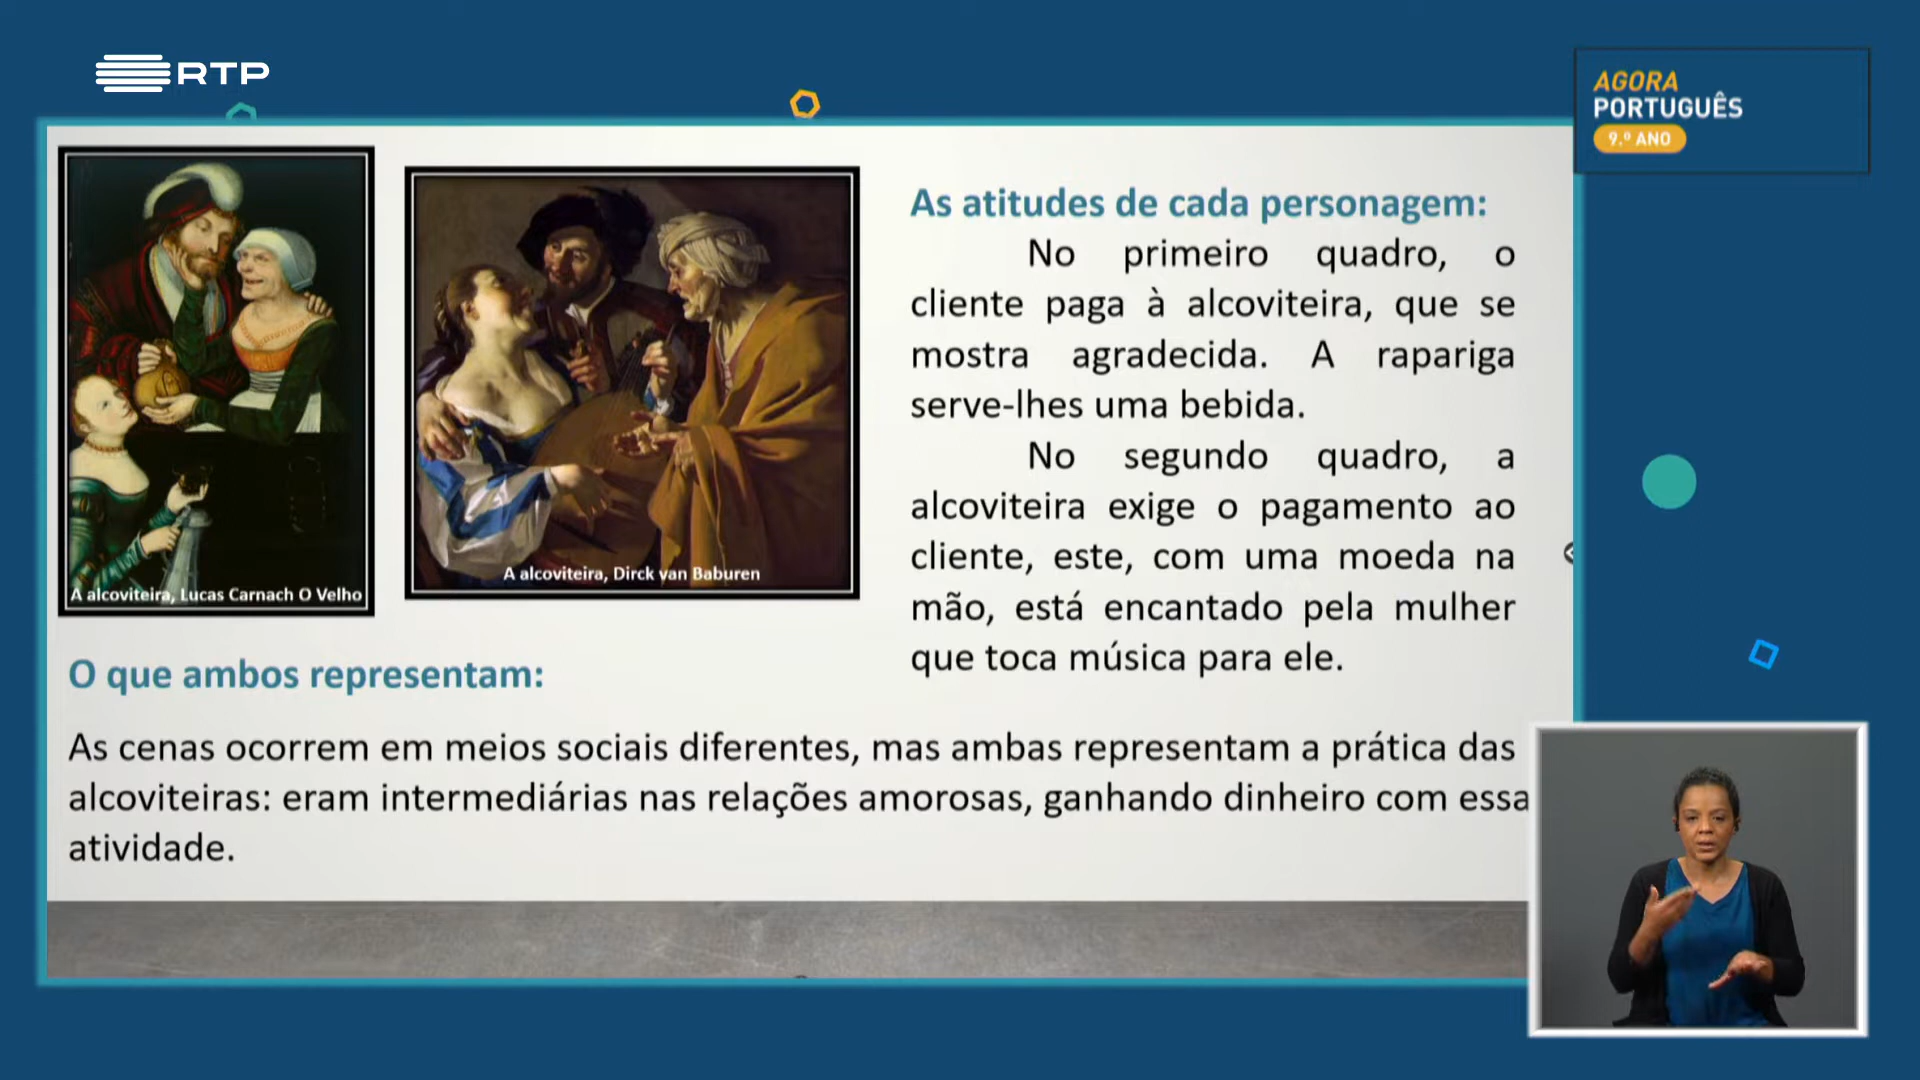 RTP
AGORA
PORTUGUÊS
9.º ANO
A alcoviteira, Lucas Carnach O Velho
A alcoviteira, Dirck van Baburen
As atitudes de cada personagem:
No primeiro quadro, o
cliente paga à alcoviteira, que se
mostra agradecida. A rapariga
serve-lhes uma bebida.
No segundo quadro, a
alcoviteira exige o pagamento ao
cliente, este, com uma moeda na
mão, está encantado pela mulher
que toca música para ele.
O que ambos representam:
As cenas ocorrem em meios sociais diferentes, mas ambas representam a prática das
alcoviteiras: eram intermediárias nas relações amorosas, ganhando dinheiro com essa
atividade.